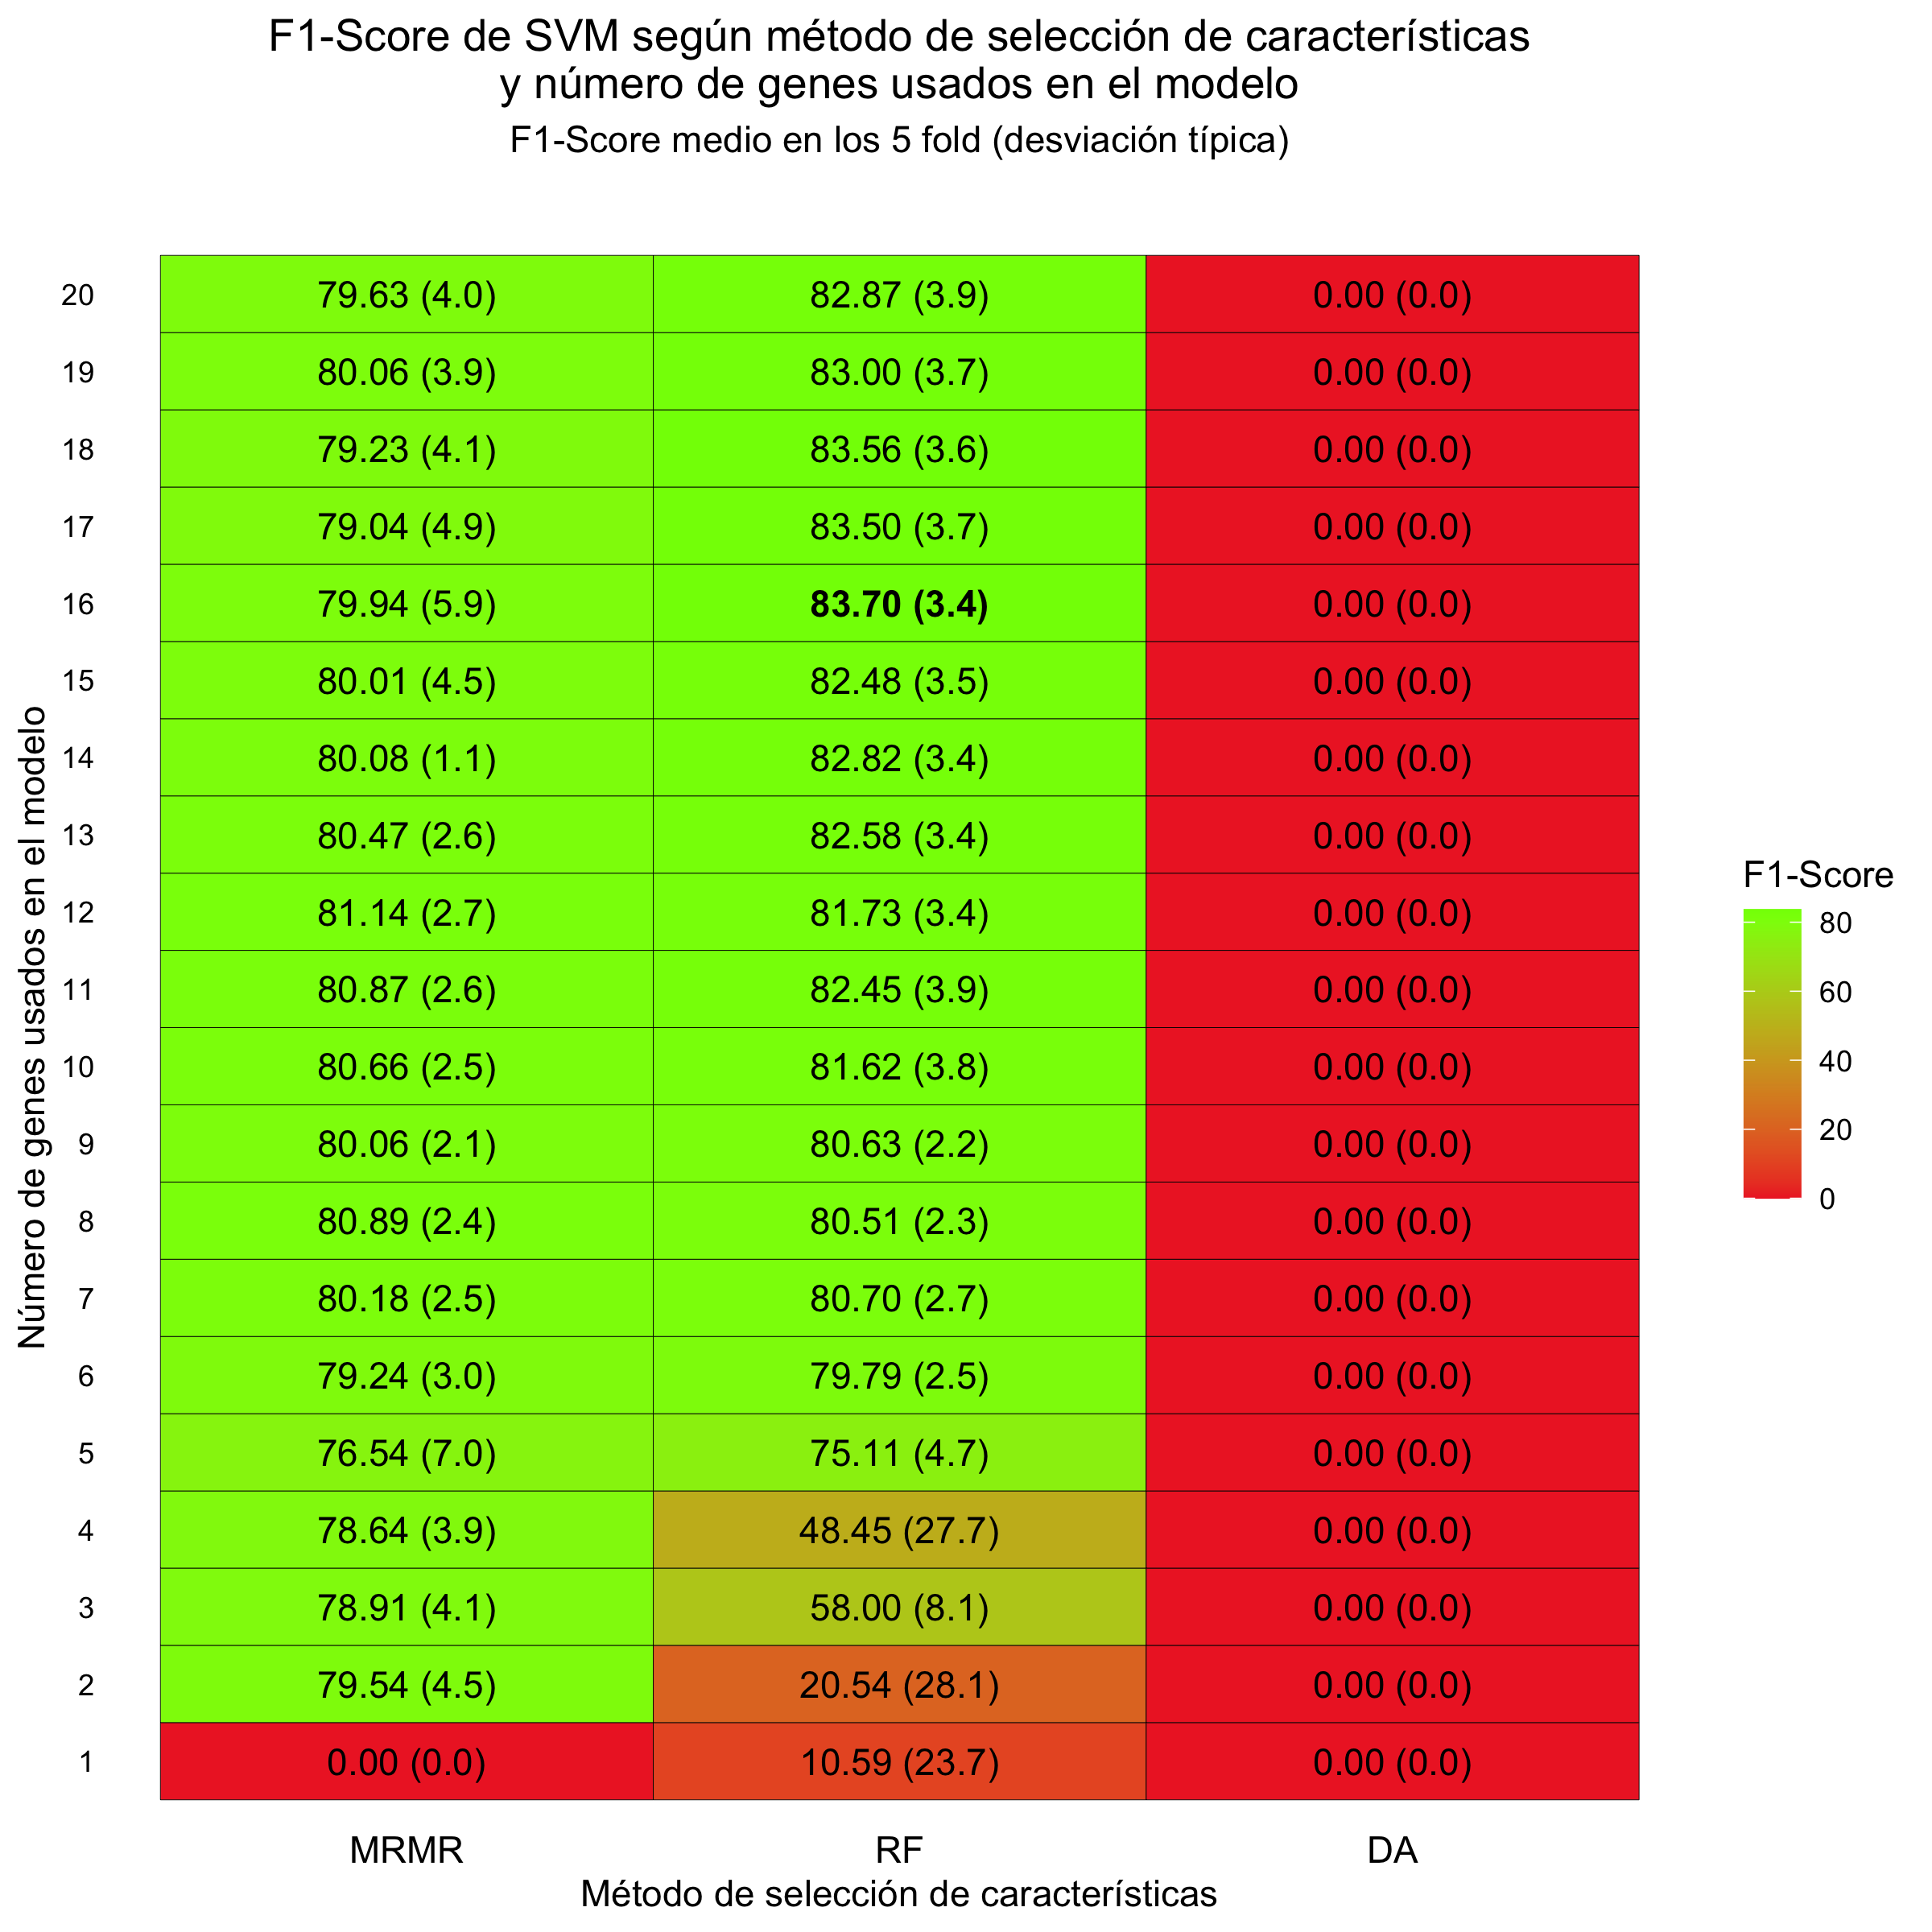 F1-Score de SVM según método de selección de características
y número de genes usados en el modelo
F1-Score medio en los 5 fold (desviación típica)
Número de genes usados en el modelo
20 79.63 (4.0) 82.87 (3.9) 0.00 (0.0)
19 80.06 (3.9) 83.00 (3.7) 0.00 (0.0)
18 79.23 (4.1) 83.56 (3.6) 0.00 (0.0)
17 79.04 (4.9) 83.50 (3.7) 0.00 (0.0)
16 79.94 (5.9) 83.70 (3.4) 0.00 (0.0)
15 80.01 (4.5) 82.48 (3.5) 0.00 (0.0)
14 80.08 (1.1) 82.82 (3.4) 0.00 (0.0)
13 80.47 (2.6) 82.58 (3.4) 0.00 (0.0)
12 81.14 (2.7) 81.73 (3.4) 0.00 (0.0)
11 80.87 (2.6) 82.45 (3.9) 0.00 (0.0)
10 80.66 (2.5) 81.62 (3.8) 0.00 (0.0)
9 80.06 (2.1) 80.63 (2.2) 0.00 (0.0)
8 80.89 (2.4) 80.51 (2.3) 0.00 (0.0)
7 80.18 (2.5) 80.70 (2.7) 0.00 (0.0)
6 79.24 (3.0) 79.79 (2.5) 0.00 (0.0)
5 76.54 (7.0) 75.11 (4.7) 0.00 (0.0)
4 78.64 (3.9) 48.45 (27.7) 0.00 (0.0)
3 78.91 (4.1) 58.00 (8.1) 0.00 (0.0)
2 79.54 (4.5) 20.54 (28.1) 0.00 (0.0)
1 0.00 (0.0) 10.59 (23.7) 0.00 (0.0)
MRMR RF DA
Método de selección de características
F1-Score
80
60
40
20
0